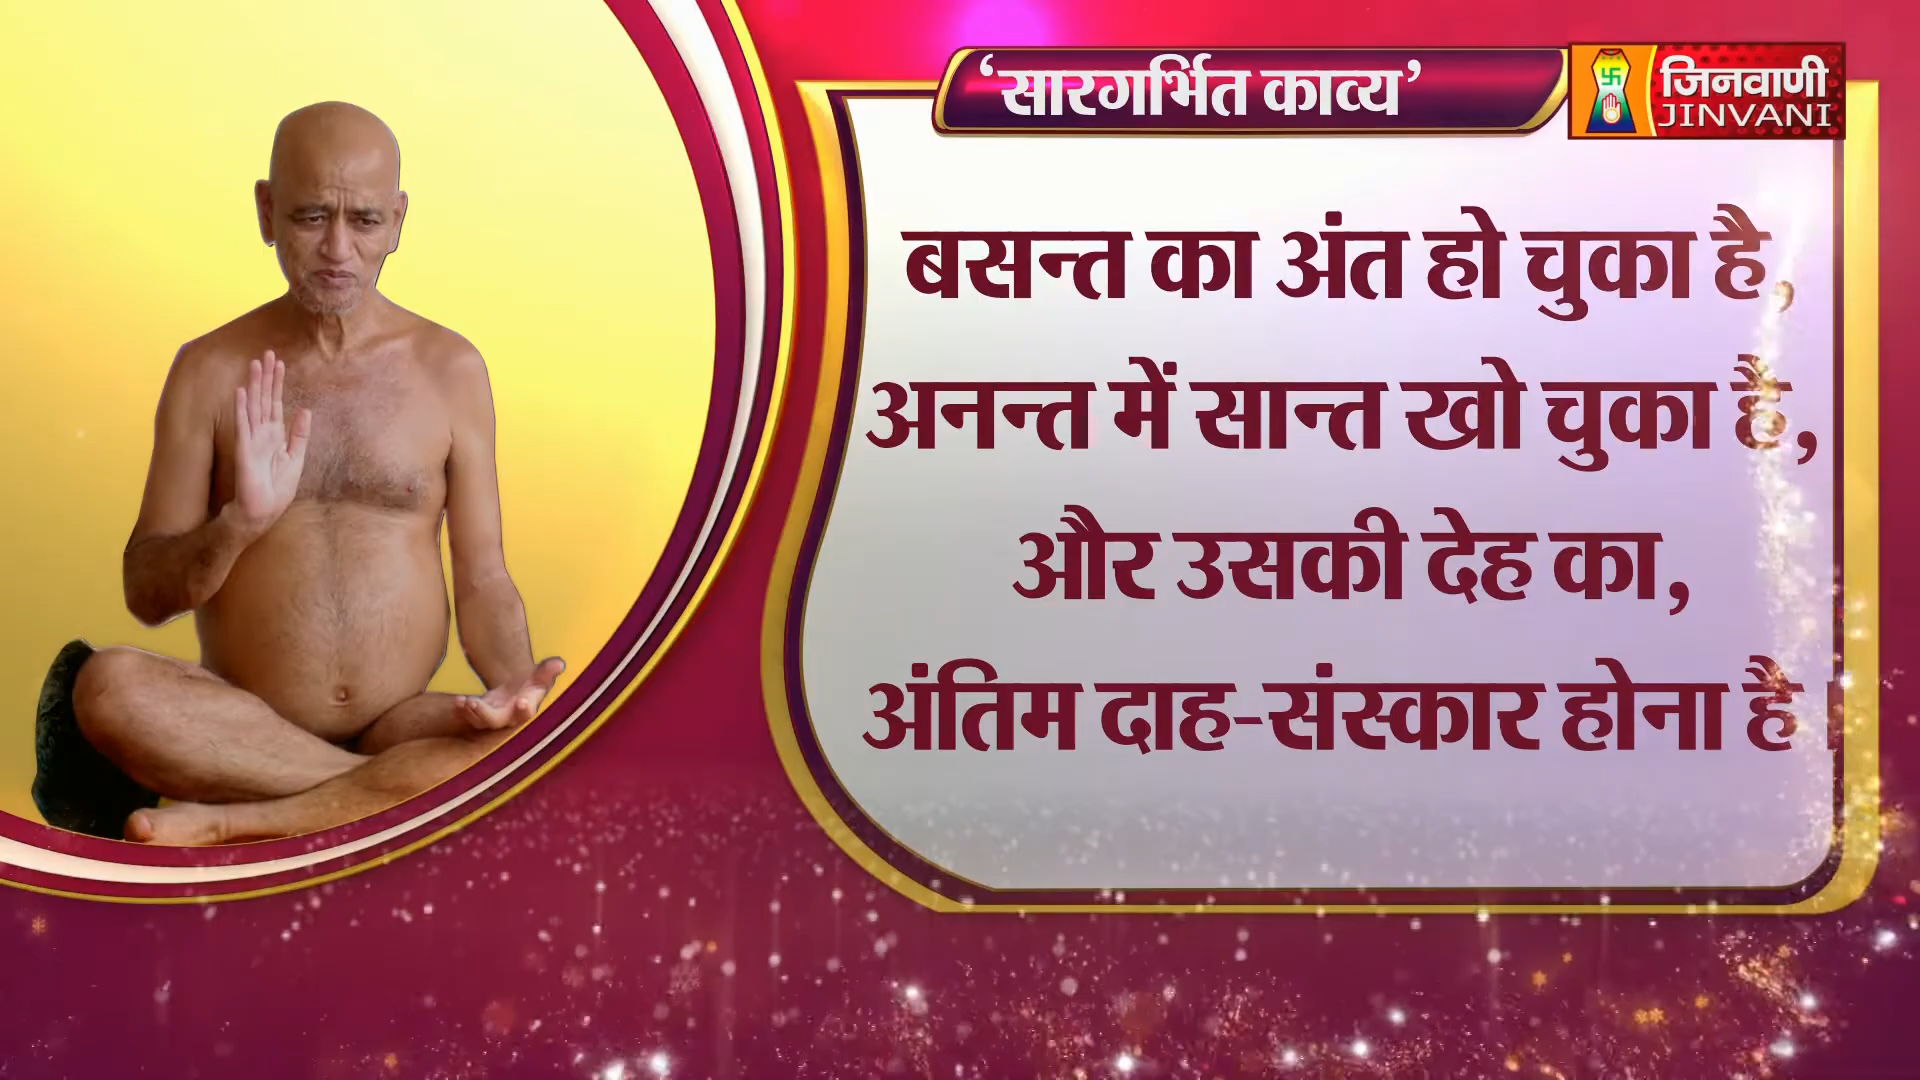 ‘सारगर्भित काव्य’
जिनवाणी
JINVANI
बसन्त का अंत हो चुका है,
अनन्त में सान्त खो चुका है,
और उसकी देह का,
अंतिम दाह-संस्कार होना है।